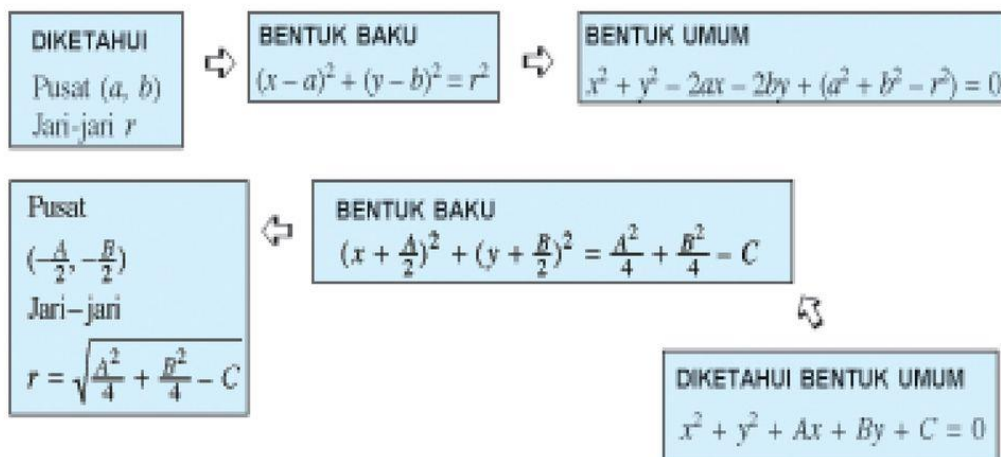 DIKETAHUI
Pusat (a, b)
Jari-jari r
BENTUK BAKU
(x – a)² + (y – b)² = r²
BENTUK UMUM
x² + y² – 2ax – 2by + (a² + b² – r²) = 0
Pusat
(–A/2, –B/2)
Jari–jari
r = √(A²/4 + B²/4 – C)
BENTUK BAKU
(x + A/2)² + (y + B/2)² = A²/4 + B²/4 – C
DIKETAHUI BENTUK UMUM
x² + y² + Ax + By + C = 0